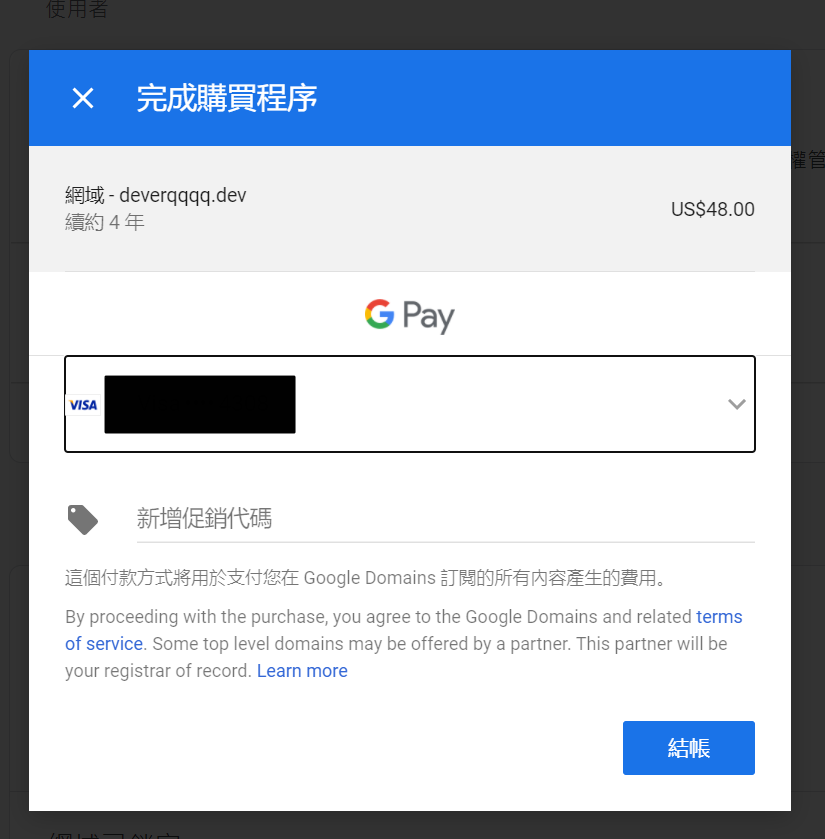 使用者
完成購買程序
網域 - deverqqqq.dev
續約 4 年
US$48.00
G Pay
VISA
新增促銷代碼
這個付款方式將用於支付您在 Google Domains 訂閱的所有內容產生的費用。
By proceeding with the purchase, you agree to the Google Domains and related terms
of service. Some top level domains may be offered by a partner. This partner will be
your registrar of record. Learn more
結帳